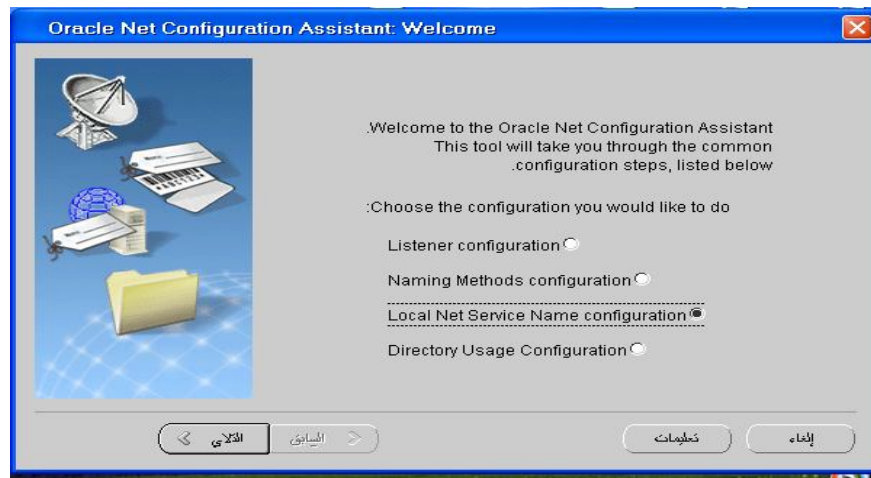 Oracle Net Configuration Assistant: Welcome
.Welcome to the Oracle Net Configuration Assistant
This tool will take you through the common
.configuration steps, listed below
:Choose the configuration you would like to do
Listener configuration
Naming Methods configuration
Local Net Service Name configuration
Directory Usage Configuration
إلغاء
تعليمات
السابق
التالي